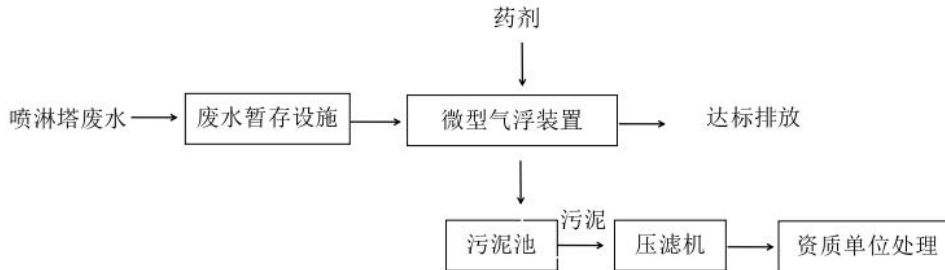 药剂
喷淋塔废水
废水暂存设施
微型气浮装置
达标排放
污泥池
污泥
压滤机
资质单位处理